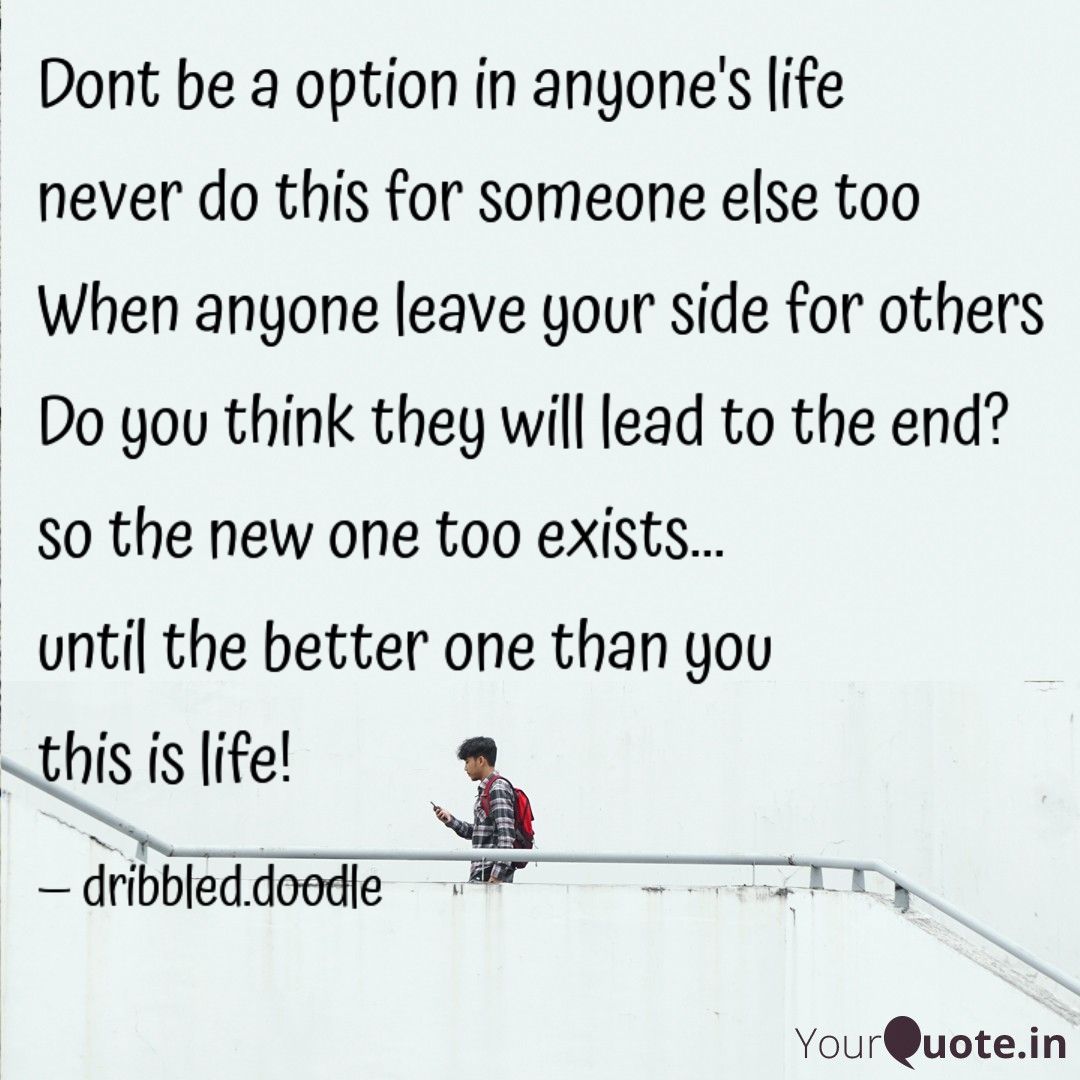 Dont be a option in anyone's life
never do this for someone else too
When anyone leave your side for others
Do you think they will lead to the end?
so the new one too exists...
until the better one than you
this is life!
– dribbled.doodle
YourQuote.in